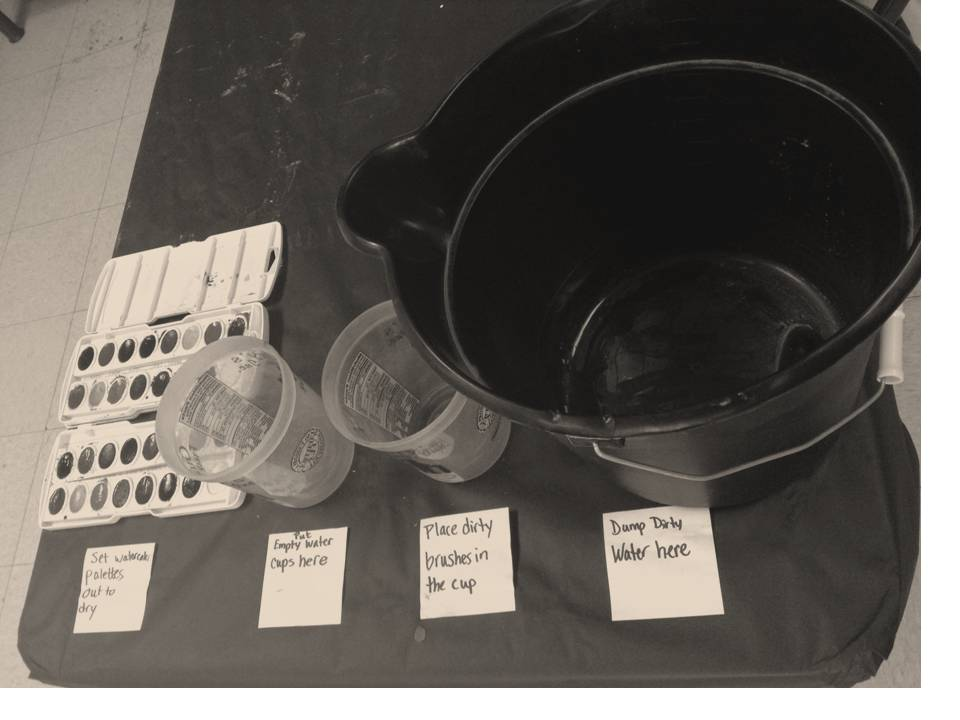 Set watercolor
palettes
out to
dry
Put
Empty Water
Cups here
Place dirty
brushes in
the cup
Dump Dirty
Water here